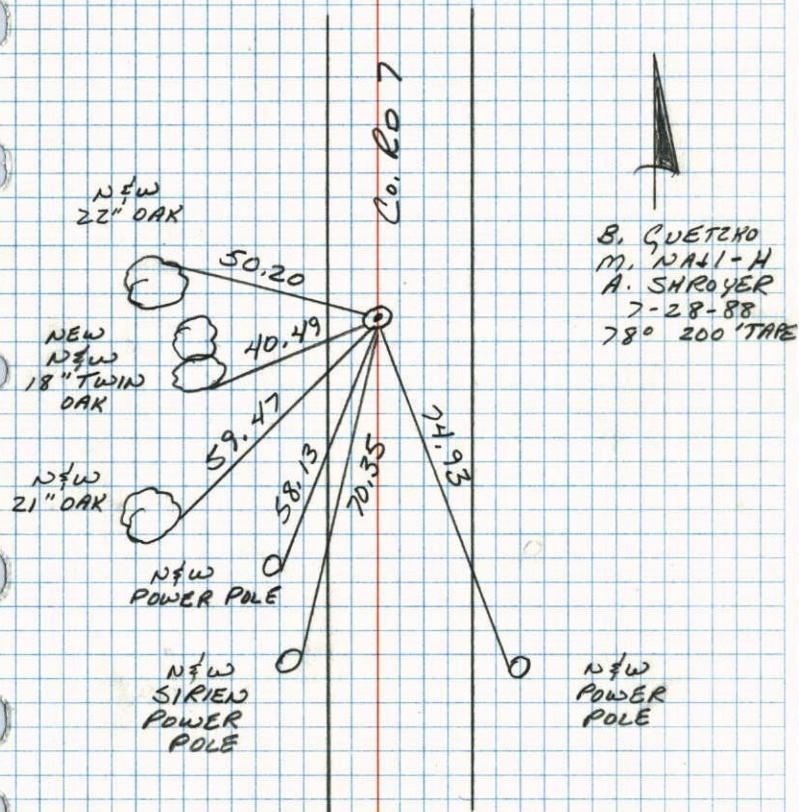 Co. RD 7
N&W
22" OAK
50.20
B. GUETZKO
M. NAII-H
A. SHROYER
7-28-88
78° 200' TAPE
NEW
N&W
18" TWIN
OAK
40.49
59.47
74.93
N&W
21" OAK
58.13
70.35
N&W
POWER POLE
N&W
SIRIEN
POWER
POLE
N&W
POWER
POLE